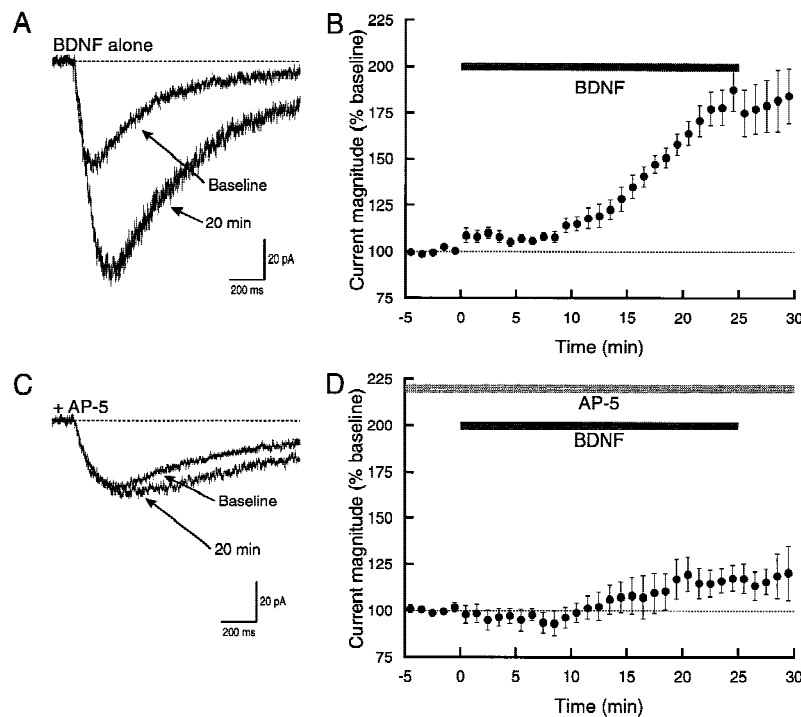 A
BDNF alone
Baseline
20 min
20 pA
200 ms
B
Current magnitude (% baseline)
225
200
175
150
125
100
75
BDNF
-5 0 5 10 15 20 25 30
Time (min)
C
+ AP-5
Baseline
20 min
20 pA
200 ms
D
Current magnitude (% baseline)
225
200
175
150
125
100
75
AP-5
BDNF
-5 0 5 10 15 20 25 30
Time (min)